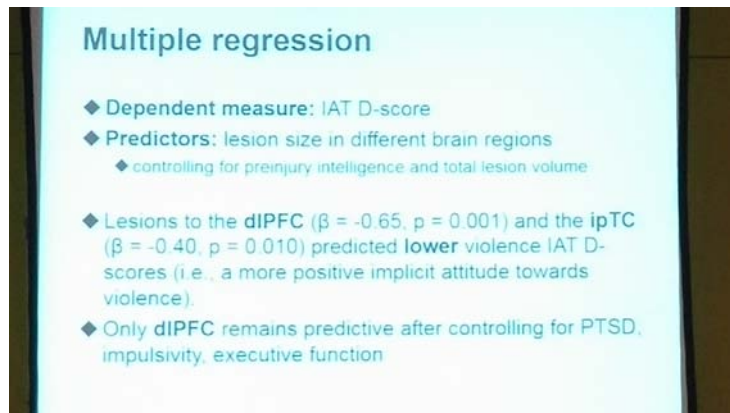 Multiple regression
◆ Dependent measure: IAT D-score
◆ Predictors: lesion size in different brain regions
◆ controlling for preinjury intelligence and total lesion volume
◆ Lesions to the dlPFC (β = -0.65, p = 0.001) and the ipTC
(β = -0.40, p = 0.010) predicted lower violence IAT D-
scores (i.e., a more positive implicit attitude towards
violence).
◆ Only dlPFC remains predictive after controlling for PTSD,
impulsivity, executive function